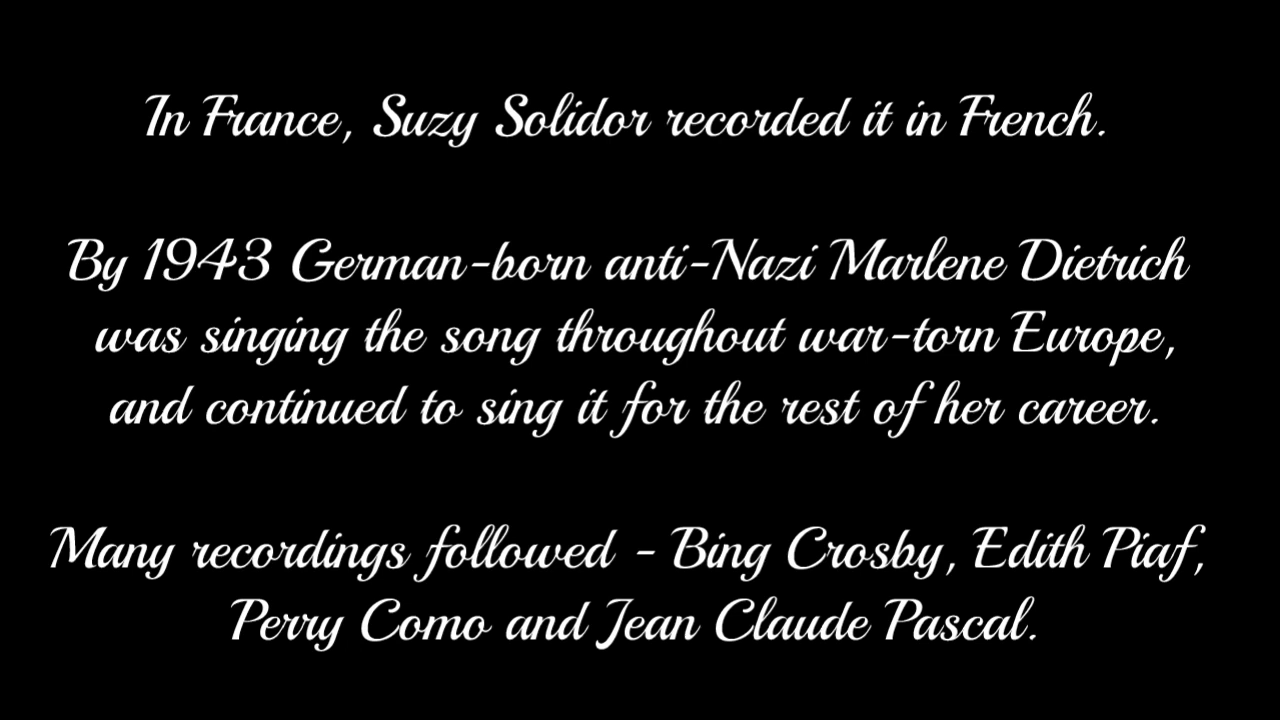 In France, Suzy Solidor recorded it in French.
By 1943 German-born anti-Nazi Marlene Dietrich
was singing the song throughout war-torn Europe,
and continued to sing it for the rest of her career.
Many recordings followed - Bing Crosby, Edith Piaf,
Perry Como and Jean Claude Pascal.